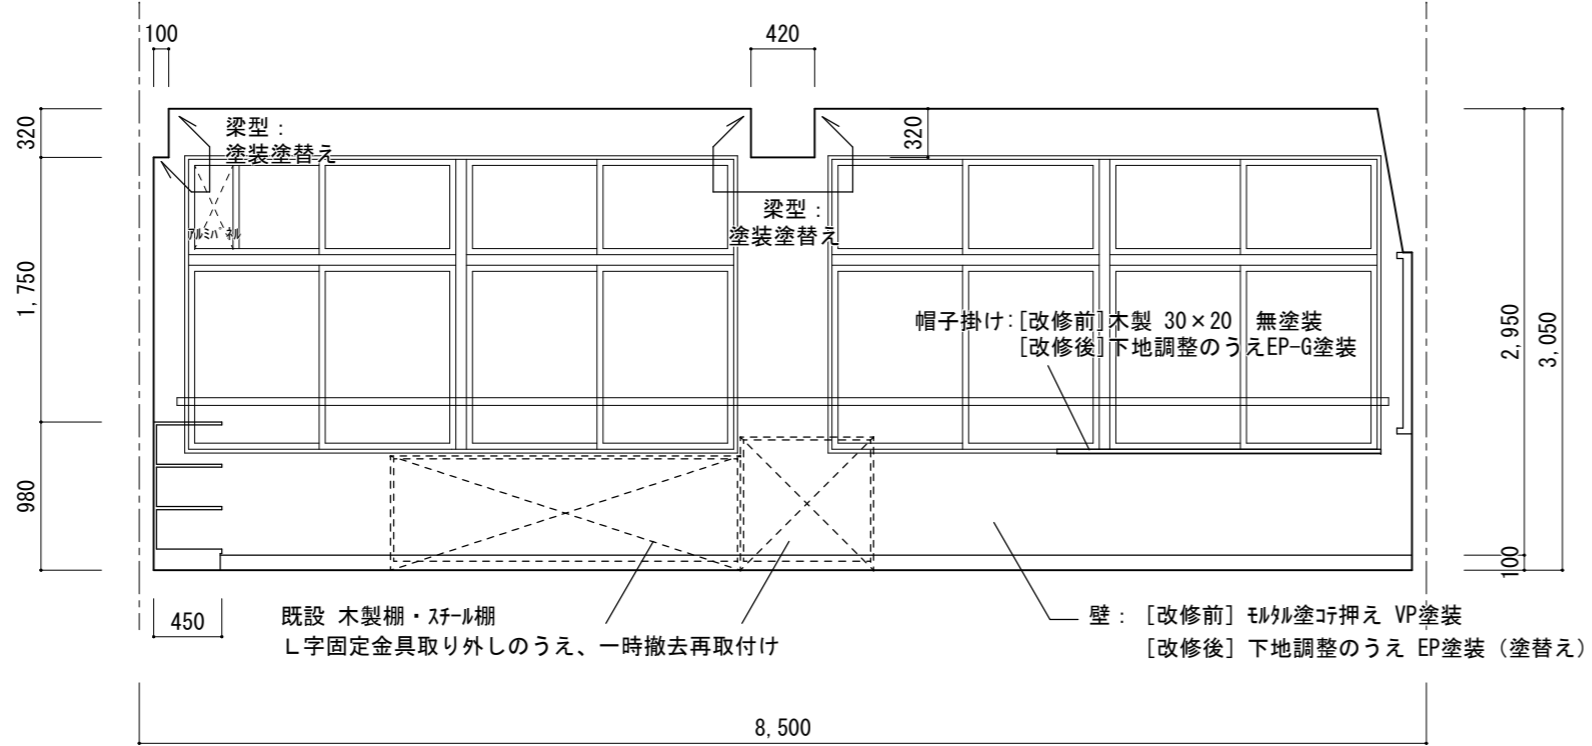 100
420
320
320
梁型：
塗装塗替え
梁型：
塗装塗替え
ｱﾙﾐﾊﾟﾈﾙ
1,750
帽子掛け：[改修前]木製 30×20　無塗装
[改修後]下地調整のうえEP-G塗装
2,950
3,050
980
100
450
既設 木製棚・ｽﾁｰﾙ棚
L字固定金具取り外しのうえ、一時撤去再取付け
壁： [改修前] ﾓﾙﾀﾙ塗ｺﾃ押え VP塗装
[改修後] 下地調整のうえ EP塗装（塗替え）
8,500